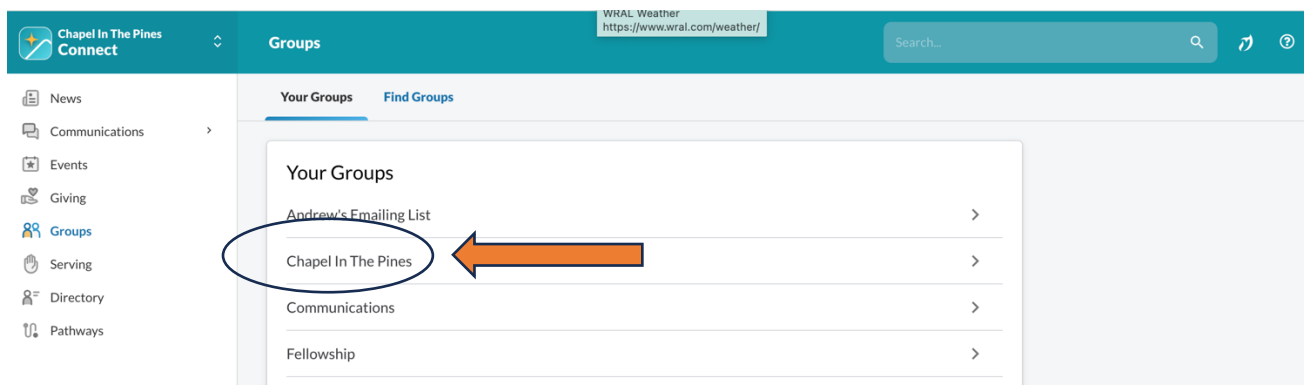 WRAL Weather
https://www.wral.com/weather/
Chapel In The Pines
Connect
Groups
Search...
News
Communications
Events
Giving
Groups
Serving
Directory
Pathways
Your Groups Find Groups
Your Groups
Andrew's Emailing List
Chapel In The Pines
Communications
Fellowship